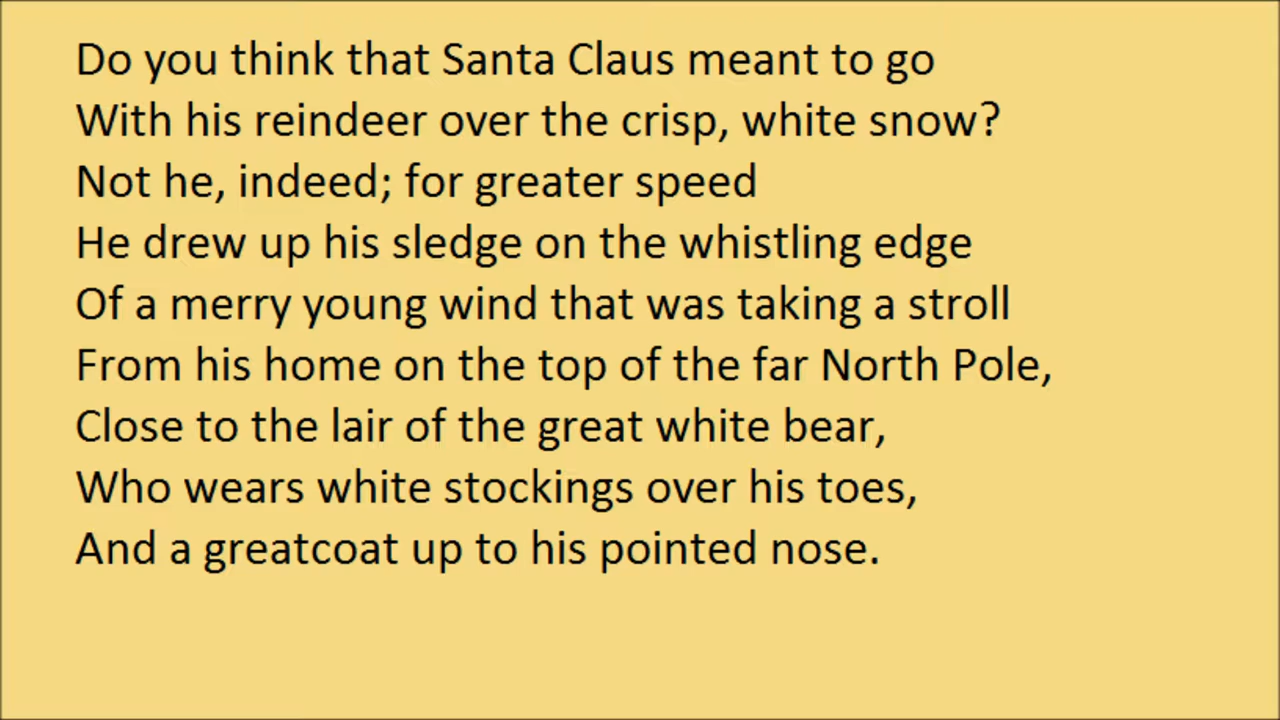 Do you think that Santa Claus meant to go
With his reindeer over the crisp, white snow?
Not he, indeed; for greater speed
He drew up his sledge on the whistling edge
Of a merry young wind that was taking a stroll
From his home on the top of the far North Pole,
Close to the lair of the great white bear,
Who wears white stockings over his toes,
And a greatcoat up to his pointed nose.